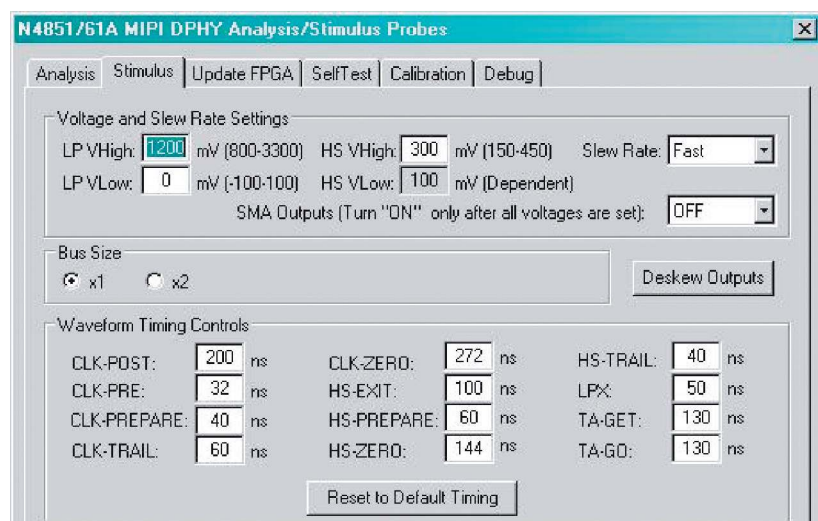 N4851/61A MIPI DPHY Analysis/Stimulus Probes
Analysis Stimulus Update FPGA SelfTest Calibration Debug
Voltage and Slew Rate Settings
LP VHigh: 1200 mV (800-3300) HS VHigh: 300 mV (150-450) Slew Rate: Fast
LP VLow: 0 mV (-100-100) HS VLow: 100 mV (Dependent)
SMA Outputs (Turn "ON" only after all voltages are set): OFF
Bus Size
x1 x2 Deskew Outputs
Waveform Timing Controls
CLK-POST: 200 ns CLK-ZERO: 272 ns HS-TRAIL: 40 ns
CLK-PRE: 32 ns HS-EXIT: 100 ns LPX: 50 ns
CLK-PREPARE: 40 ns HS-PREPARE: 60 ns TA-GET: 130 ns
CLK-TRAIL: 60 ns HS-ZERO: 144 ns TA-GO: 130 ns
Reset to Default Timing